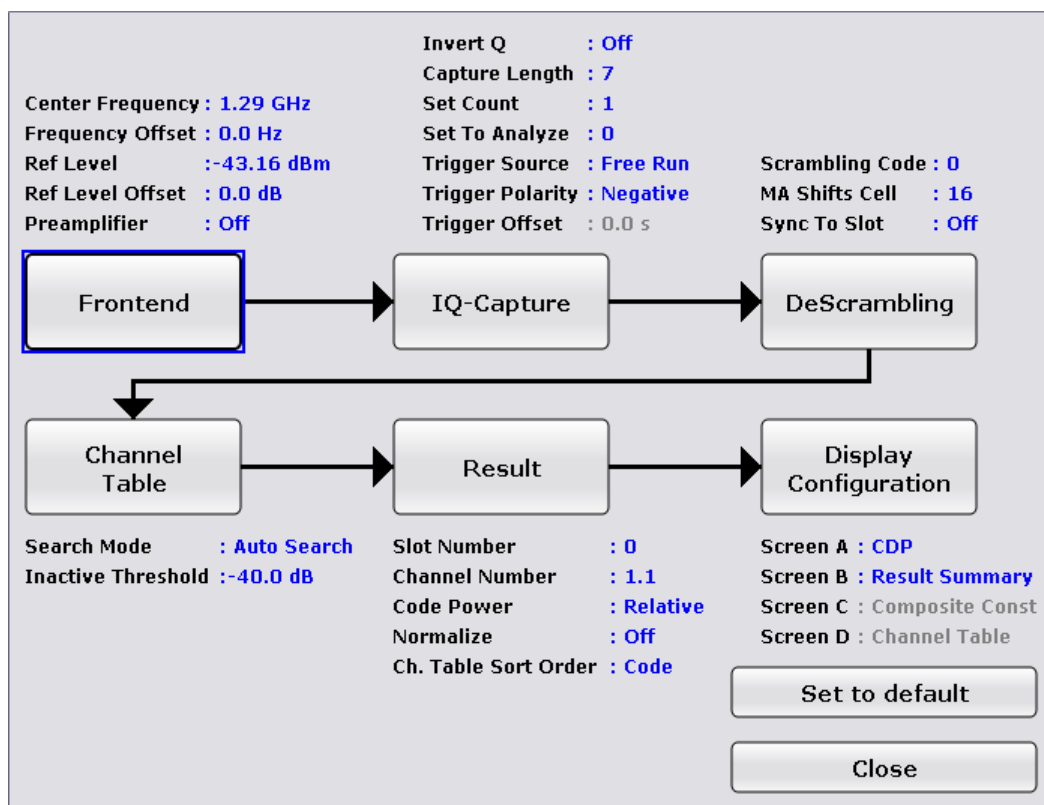 Center Frequency : 1.29 GHz
Frequency Offset : 0.0 Hz
Ref Level :-43.16 dBm
Ref Level Offset : 0.0 dB
Preamplifier : Off
Invert Q : Off
Capture Length : 7
Set Count : 1
Set To Analyze : 0
Trigger Source : Free Run
Trigger Polarity : Negative
Trigger Offset : 0.0 s
Scrambling Code : 0
MA Shifts Cell : 16
Sync To Slot : Off
Frontend
IQ-Capture
DeScrambling
Channel
Table
Result
Display
Configuration
Search Mode : Auto Search
Inactive Threshold :-40.0 dB
Slot Number : 0
Channel Number : 1.1
Code Power : Relative
Normalize : Off
Ch. Table Sort Order : Code
Screen A : CDP
Screen B : Result Summary
Screen C : Composite Const
Screen D : Channel Table
Set to default
Close